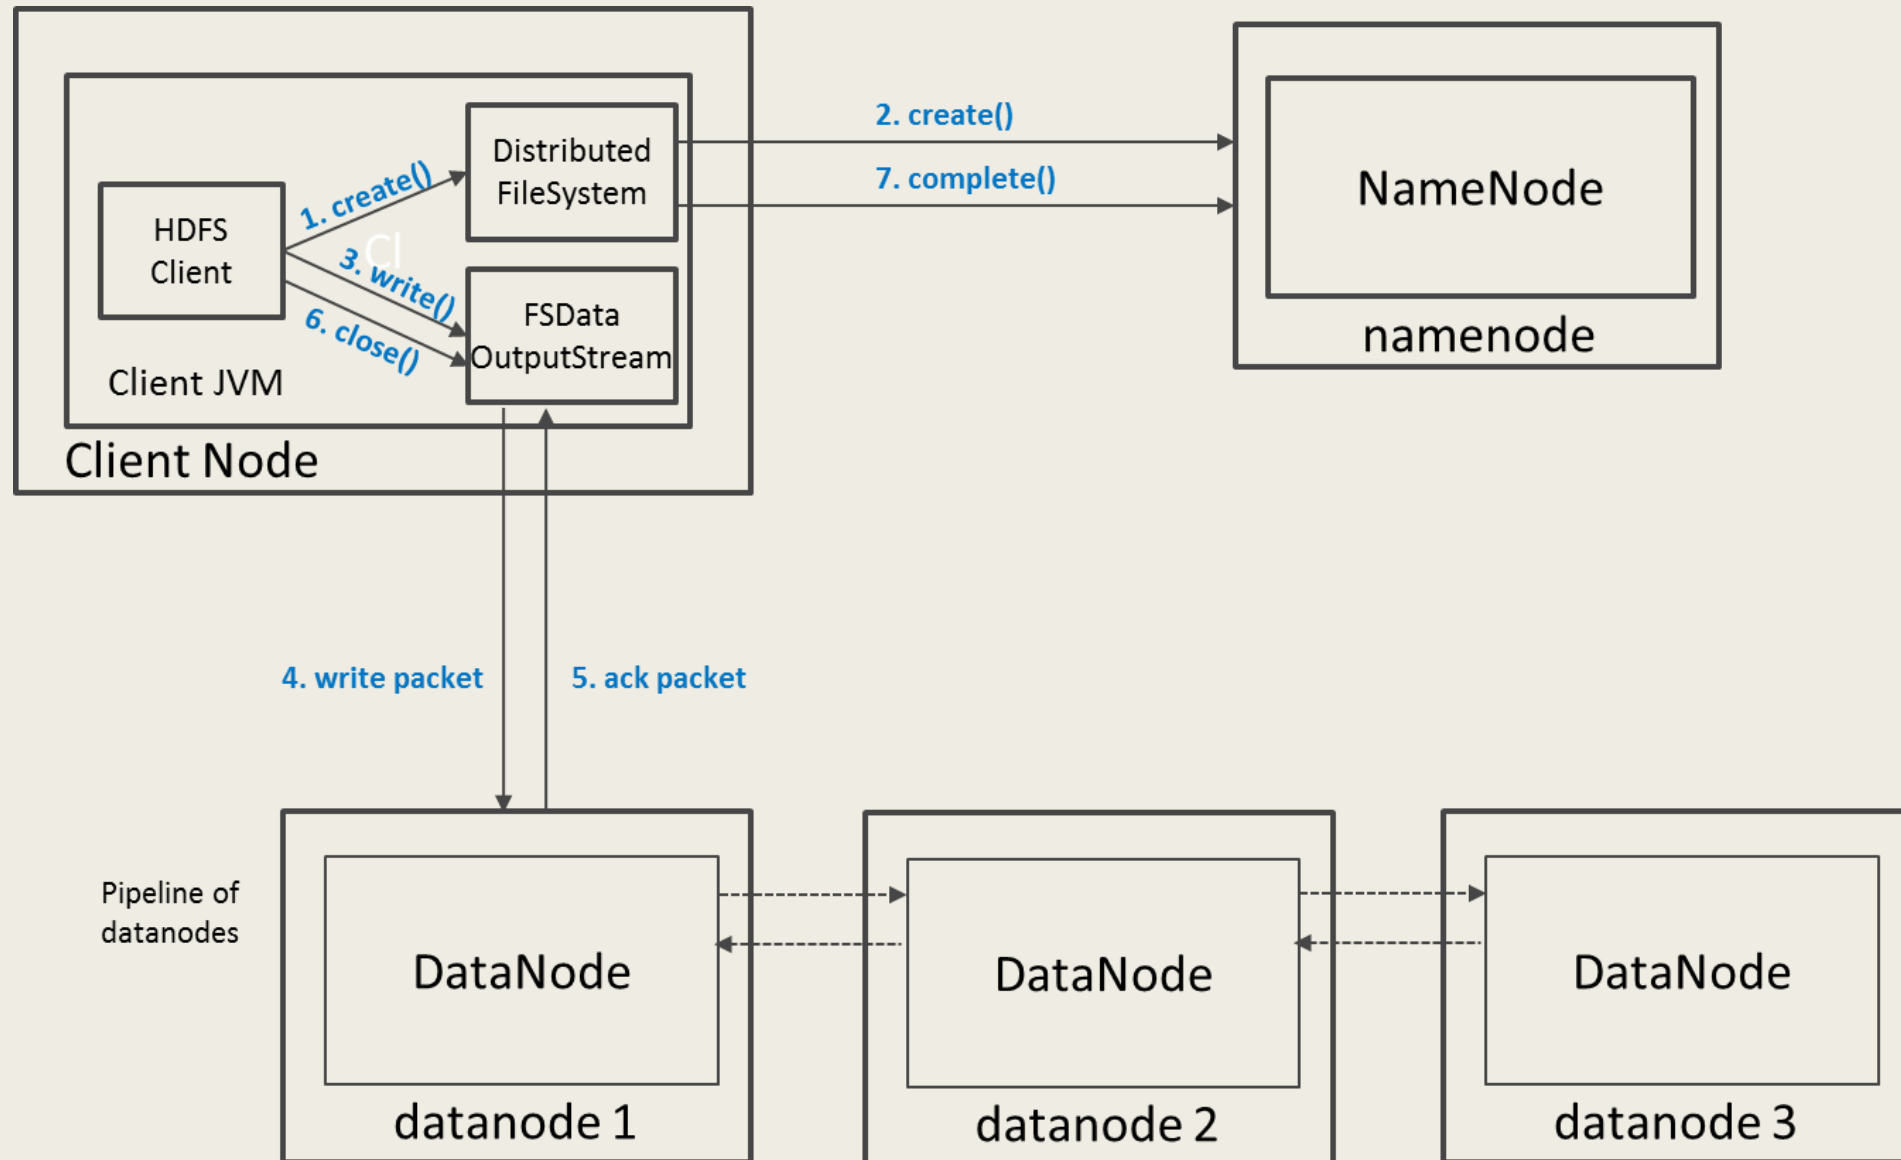 1. create()
Distributed
FileSystem
HDFS
Client
Cl
3. write()
6. close()
FSData
OutputStream
Client JVM
Client Node
2. create()
7. complete()
NameNode
namenode
4. write packet
5. ack packet
Pipeline of
datanodes
DataNode
datanode 1
DataNode
datanode 2
DataNode
datanode 3